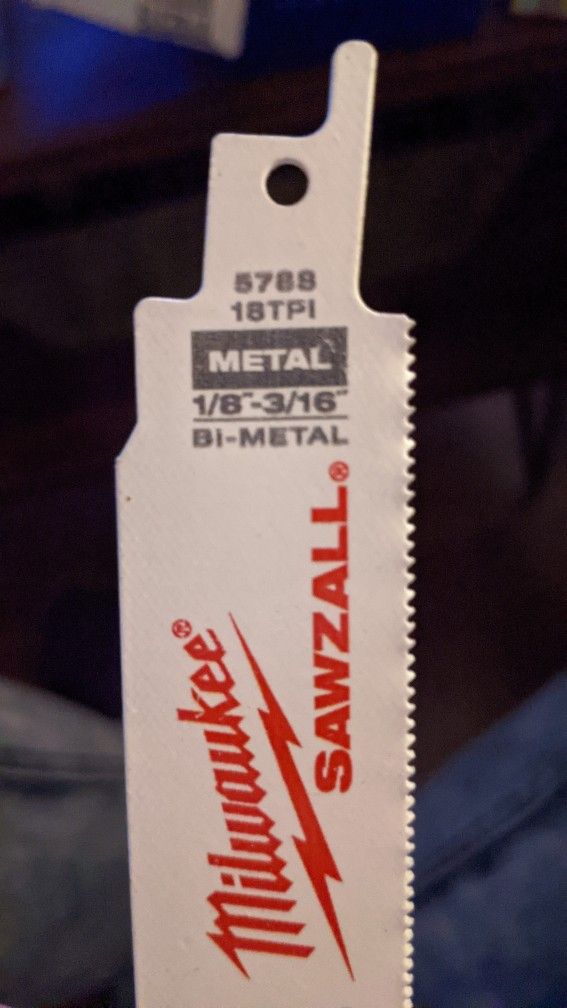 5788
18TPI
METAL
1/8"-3/16"
BI-METAL
SAWZALL®
Milwaukee®